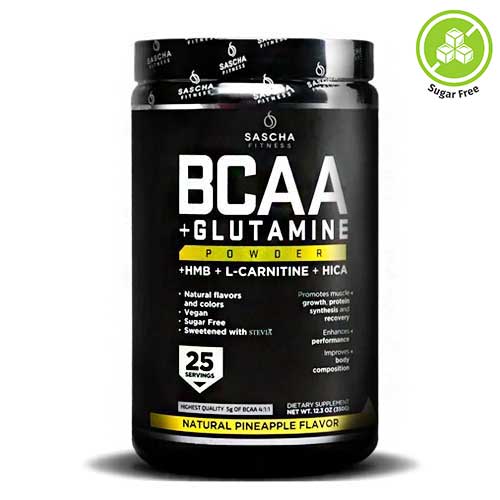 SASCHA
FITNESS
SASCHA
FITNESS
BCAA
+GLUTAMINE
POWDER
+HMB + L-CARNITINE + HICA
• Natural flavors
and colors
• Vegan
• Sugar Free
• Sweetened with STEVIA
Promotes muscle
growth, protein
synthesis and
recovery
Enhances
performance
Improves
body
composition
25
SERVINGS
HIGHEST QUALITY 5g OF BCAA 4:1:1
DIETARY SUPPLEMENT
NET WT. 12.3 OZ (350G)
NATURAL PINEAPPLE FLAVOR
Sugar Free